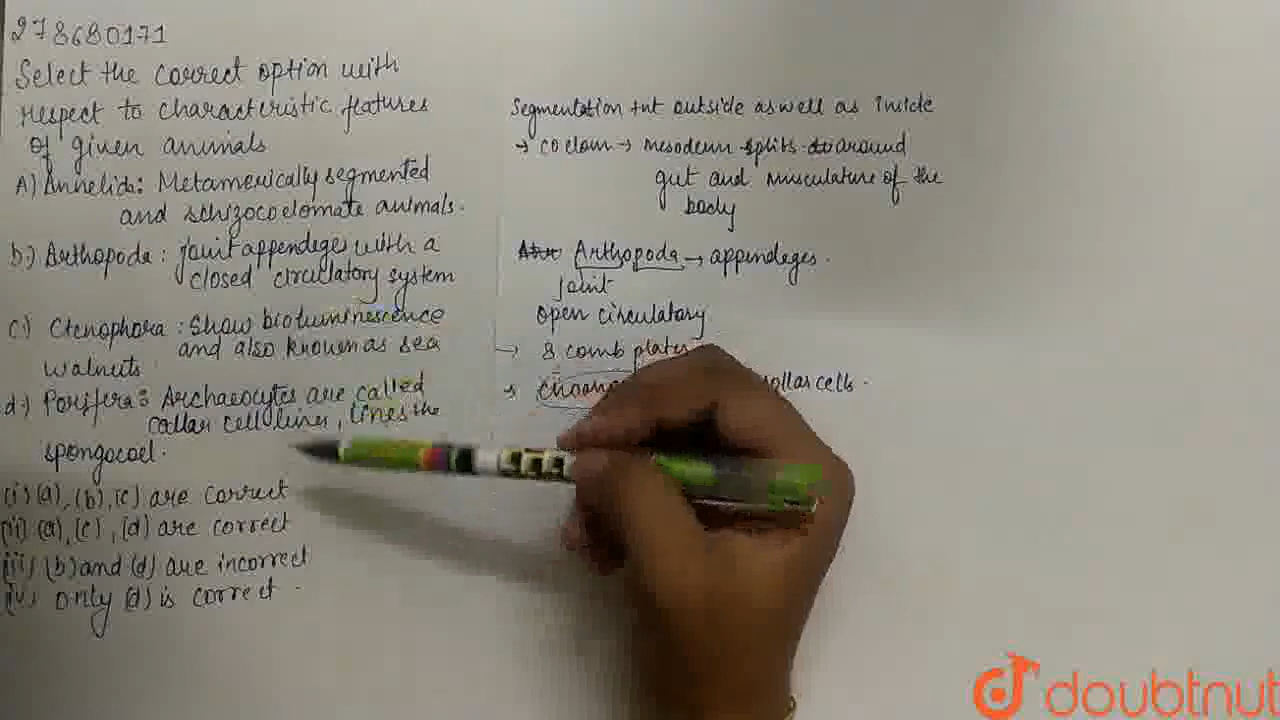 278680171
Select the correct option with
respect to characteristic features
of given animals
A) Annelida: Metamerically segmented
and schizocoelomate animals.
b.) Arthopoda: joint appendeges with a
closed circulatory system
c.) Ctenophora: Show bioluminescence
and also known as sea
walnuts.
d.) Porifera: Archaeocytes are called
collar cell lines, lines the
spongocoel.
(i) (a), (b), (c) are correct
(ii) (a), (c), (d) are correct
(iii) (b) and (d) are incorrect
(iv) only (d) is correct.
Segmentation outside as well as inside
→ coelom → mesoderm splits around
gut and musculature of the
body
Arthopoda → appendeges.
joint
open circulatory
→ 8 comb plates
collar cells.
doubtnut